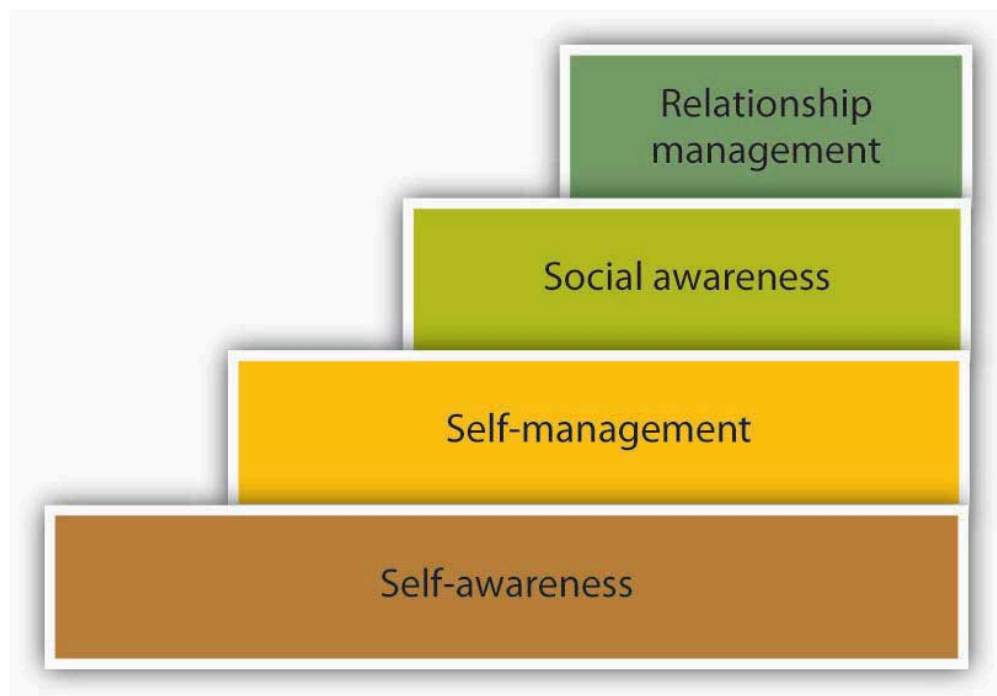 Relationship
management
Social awareness
Self-management
Self-awareness